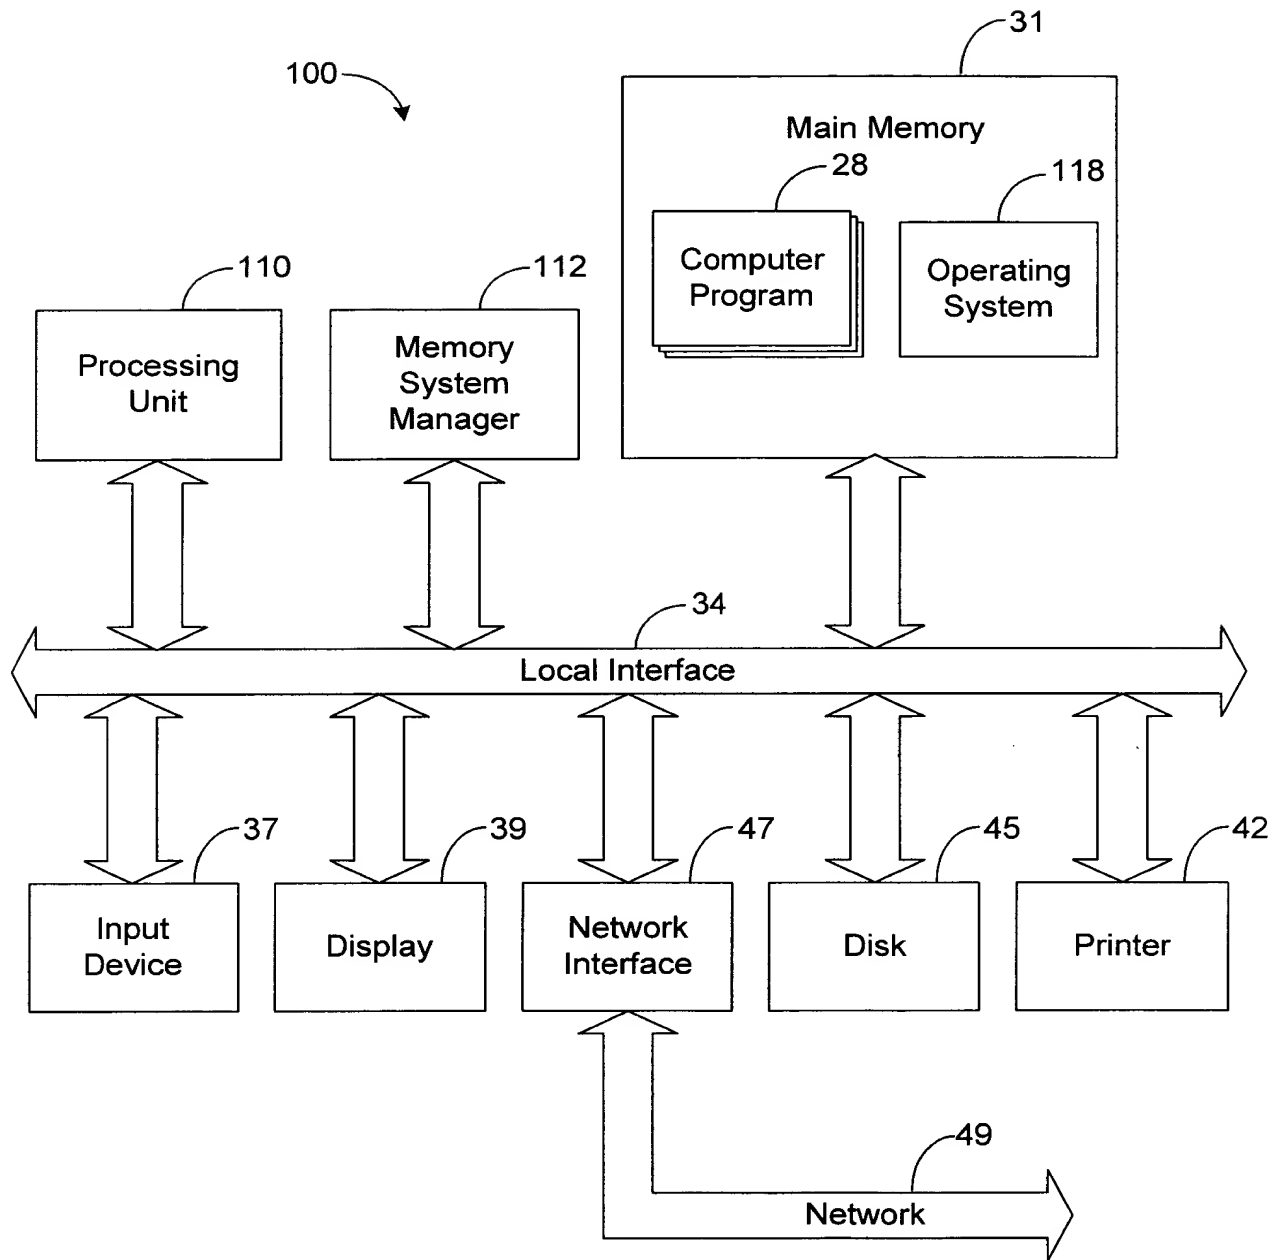 31
100
Main Memory
28
118
Computer
Program
Operating
System
110
112
Processing
Unit
Memory
System
Manager
34
Local Interface
37
39
47
45
42
Input
Device
Display
Network
Interface
Disk
Printer
49
Network